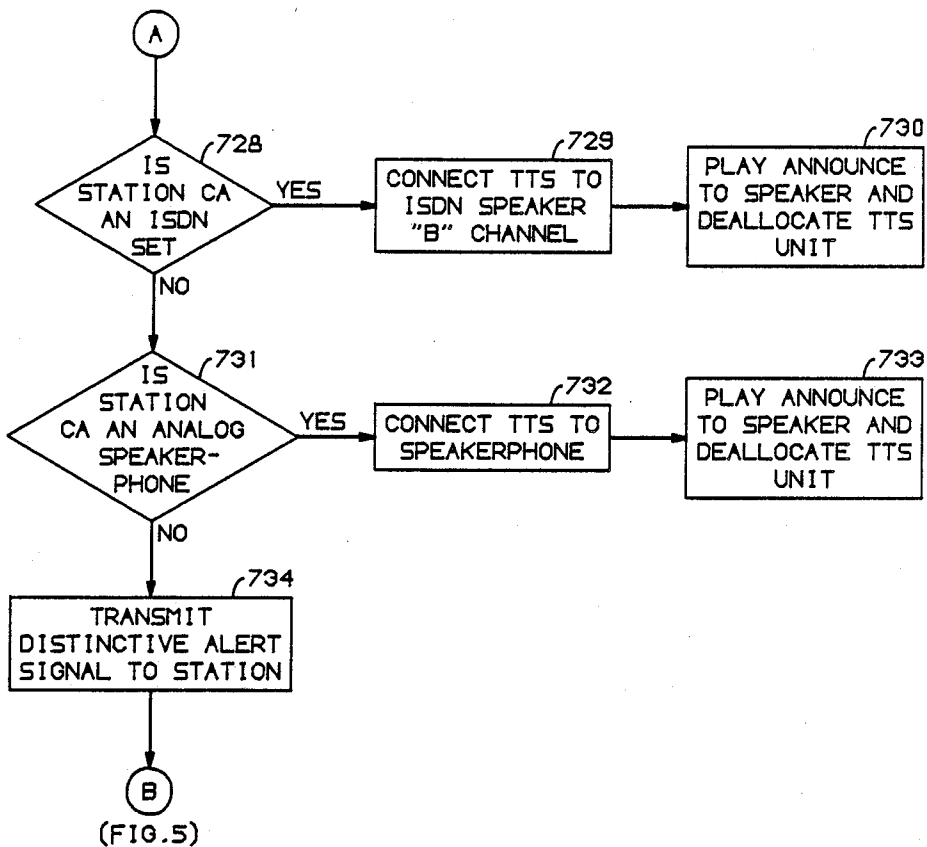 A
728
IS
STATION CA
AN ISDN
SET
YES
NO
729
CONNECT TTS TO
ISDN SPEAKER
"B" CHANNEL
730
PLAY ANNOUNCE
TO SPEAKER AND
DEALLOCATE TTS
UNIT
731
IS
STATION
CA AN ANALOG
SPEAKER-
PHONE
YES
NO
732
CONNECT TTS TO
SPEAKERPHONE
733
PLAY ANNOUNCE
TO SPEAKER AND
DEALLOCATE TTS
UNIT
734
TRANSMIT
DISTINCTIVE ALERT
SIGNAL TO STATION
B
(FIG.5)